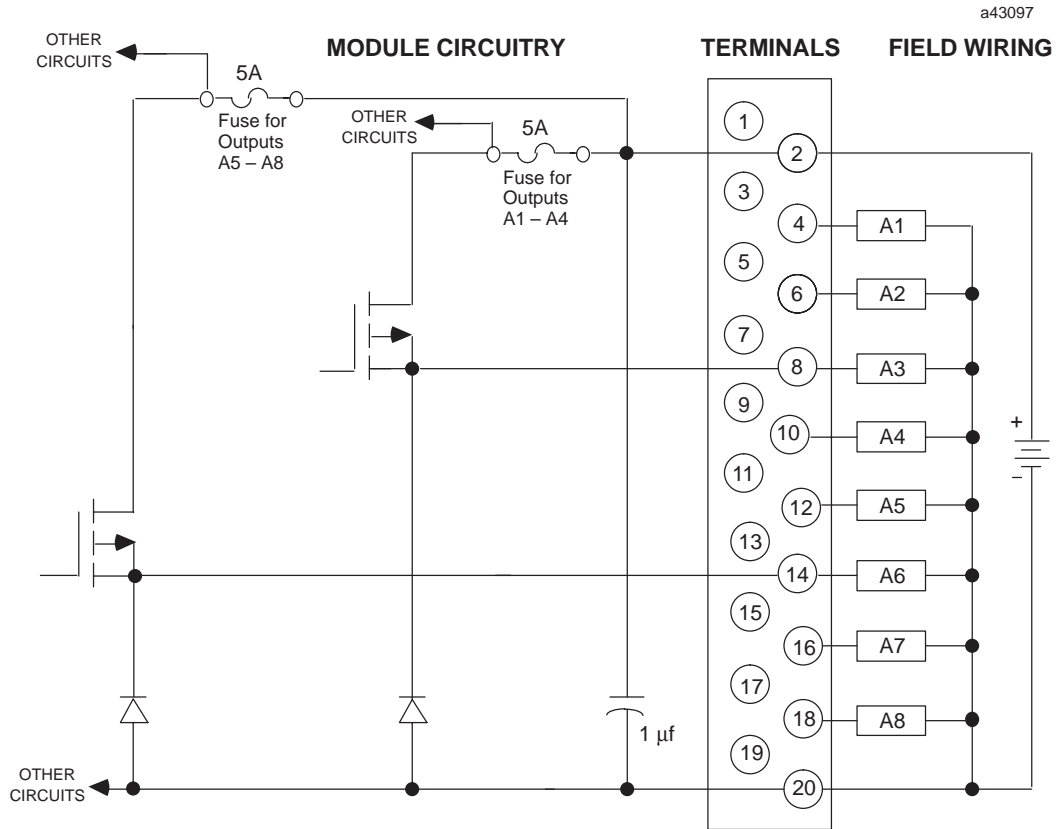 a43097
OTHER
CIRCUITS
MODULE CIRCUITRY
TERMINALS
FIELD WIRING
5A
Fuse for
Outputs
A5 – A8
OTHER
CIRCUITS
5A
Fuse for
Outputs
A1 – A4
1
2
3
4
A1
5
6
A2
7
8
A3
9
10
A4
+
−
11
12
A5
13
14
A6
15
16
A7
17
18
A8
1 μf
19
20
OTHER
CIRCUITS